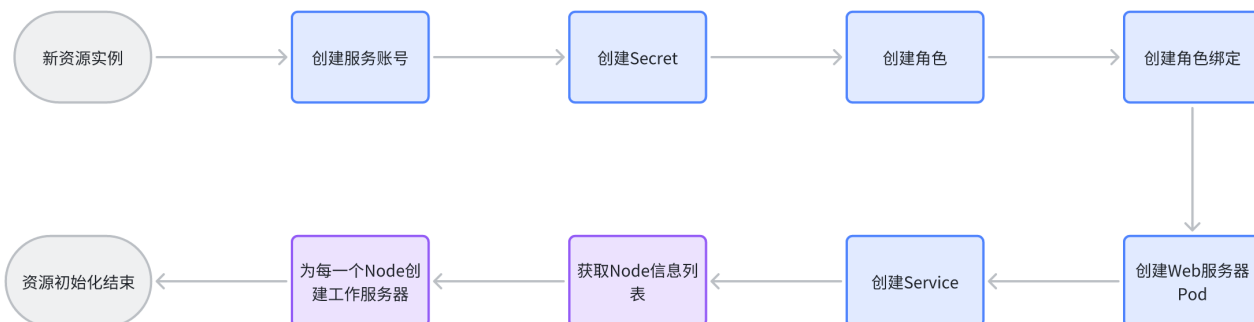 新资源实例
创建服务账号
创建Secret
创建角色
创建角色绑定
创建Web服务器
Pod
创建Service
获取Node信息列
表
为每一个Node创
建工作服务器
资源初始化结束